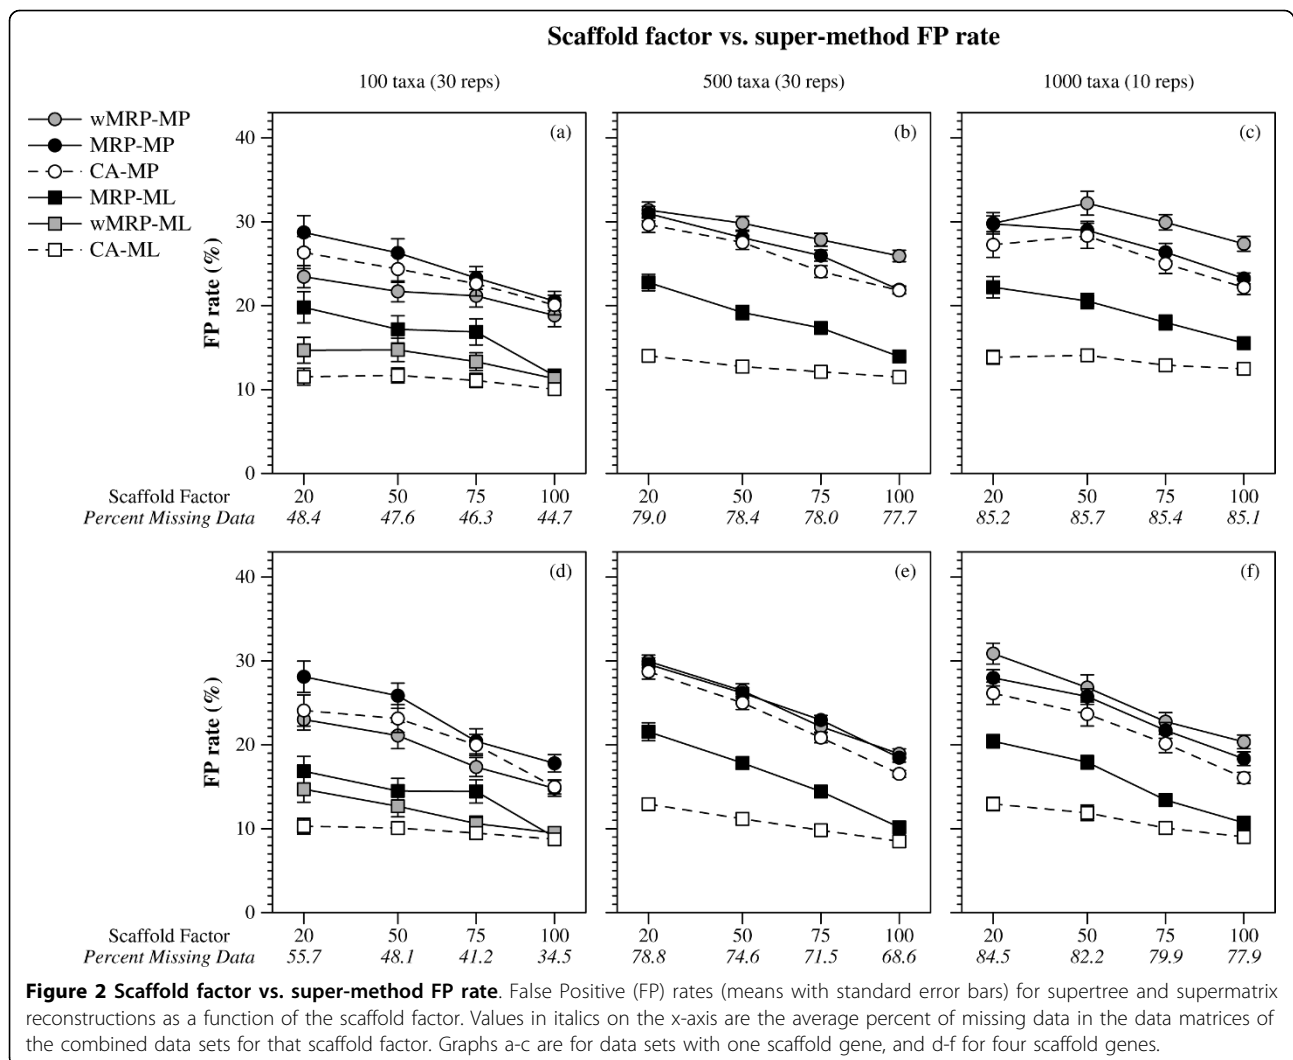 Scaffold factor vs. super-method FP rate
100 taxa (30 reps)
500 taxa (30 reps)
1000 taxa (10 reps)
wMRP-MP
MRP-MP
CA-MP
MRP-ML
wMRP-ML
CA-ML
FP rate (%)
40
30
20
10
0
(a)
(b)
(c)
Scaffold Factor 20 50 75 100 20 50 75 100 20 50 75 100
Percent Missing Data 48.4 47.6 46.3 44.7 79.0 78.4 78.0 77.7 85.2 85.7 85.4 85.1
FP rate (%)
40
30
20
10
0
(d)
(e)
(f)
Scaffold Factor 20 50 75 100 20 50 75 100 20 50 75 100
Percent Missing Data 55.7 48.1 41.2 34.5 78.8 74.6 71.5 68.6 84.5 82.2 79.9 77.9
Figure 2 Scaffold factor vs. super-method FP rate. False Positive (FP) rates (means with standard error bars) for supertree and supermatrix
reconstructions as a function of the scaffold factor. Values in italics on the x-axis are the average percent of missing data in the data matrices of
the combined data sets for that scaffold factor. Graphs a-c are for data sets with one scaffold gene, and d-f for four scaffold genes.